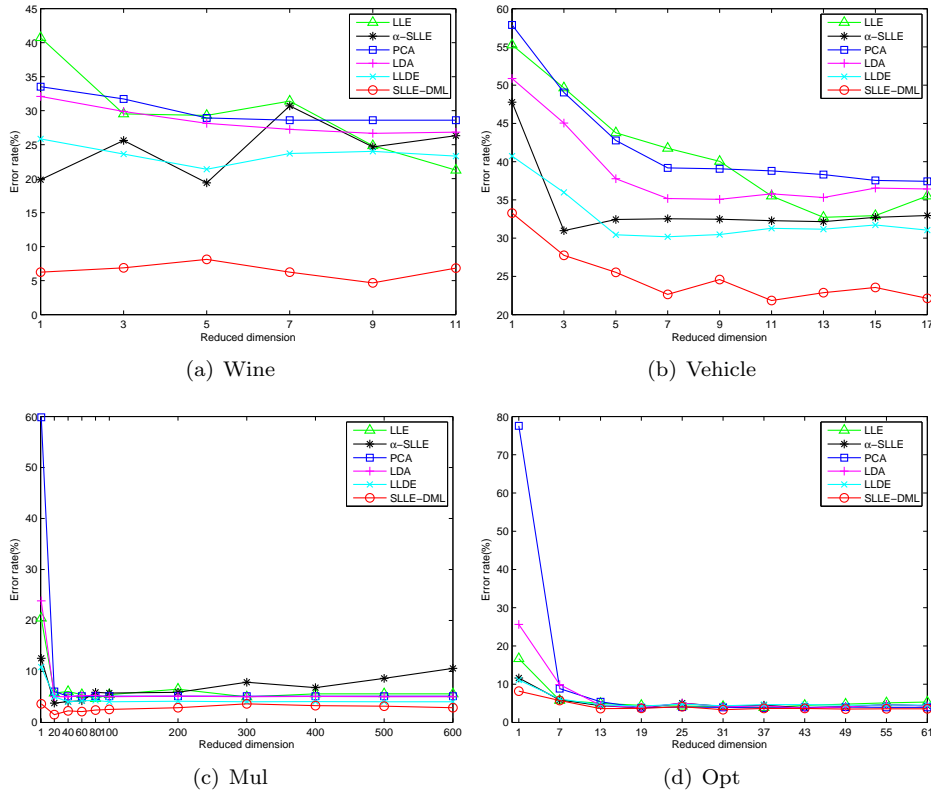 45
40
35
30
25
20
15
10
5
0
Error rate(%)
1 3 5 7 9 11
Reduced dimension
LLE
α-SLLE
PCA
LDA
LLDE
SLLE-DML
(a) Wine
60
55
50
45
40
35
30
25
20
Error rate(%)
1 3 5 7 9 11 13 15 17
Reduced dimension
LLE
α-SLLE
PCA
LDA
LLDE
SLLE-DML
(b) Vehicle
60
50
40
30
20
10
0
Error rate(%)
1 20 40 60 80 100 200 300 400 500 600
Reduced dimension
LLE
α-SLLE
PCA
LDA
LLDE
SLLE-DML
(c) Mul
80
70
60
50
40
30
20
10
0
Error rate(%)
1 7 13 19 25 31 37 43 49 55 61
Reduced dimension
LLE
α-SLLE
PCA
LDA
LLDE
SLLE-DML
(d) Opt